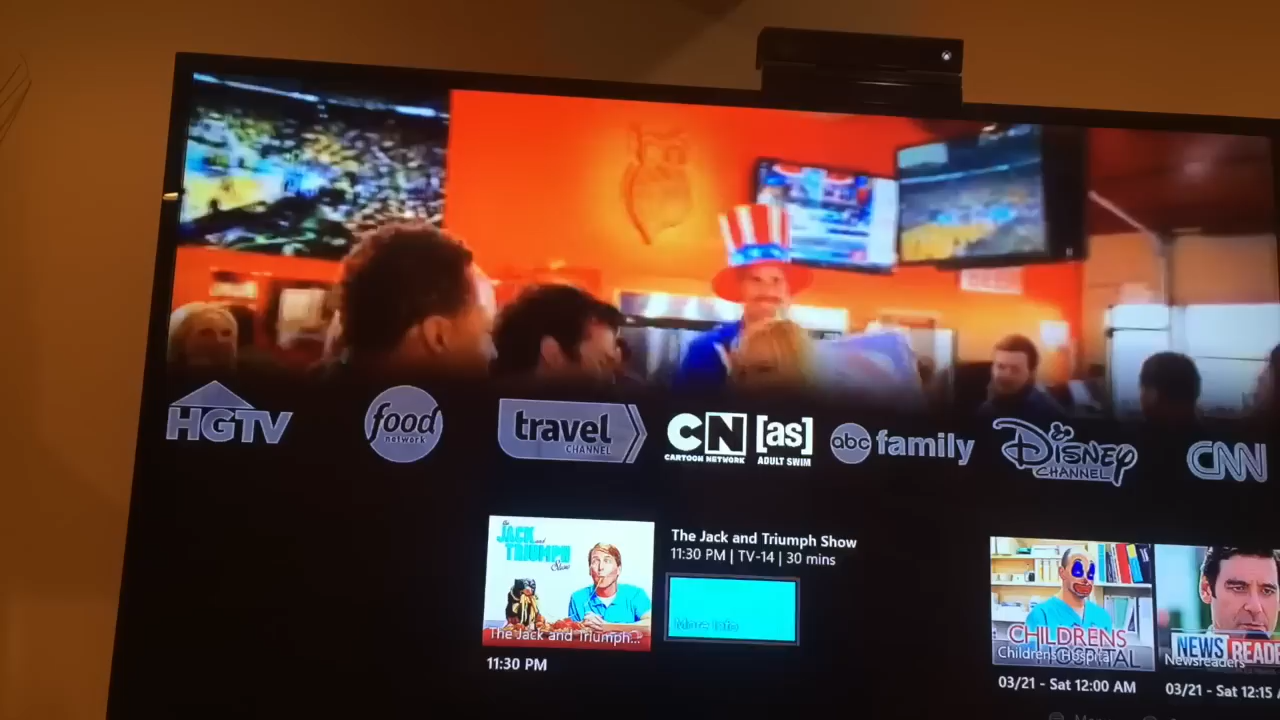 HGTV
food
network
travel
CHANNEL
CN
CARTOON NETWORK
[as]
ADULT SWIM
abc family
DISNEY
CHANNEL
CNN
the
JACK and
TRIUMPH
Show
The Jack and Triumph...
11:30 PM
The Jack and Triumph Show
11:30 PM | TV-14 | 30 mins
More Info
CHILDRENS
HOSPITAL
Childrens Hospital
03/21 - Sat 12:00 AM
NEWS READE
Newsreaders
03/21 - Sat 12:15 A